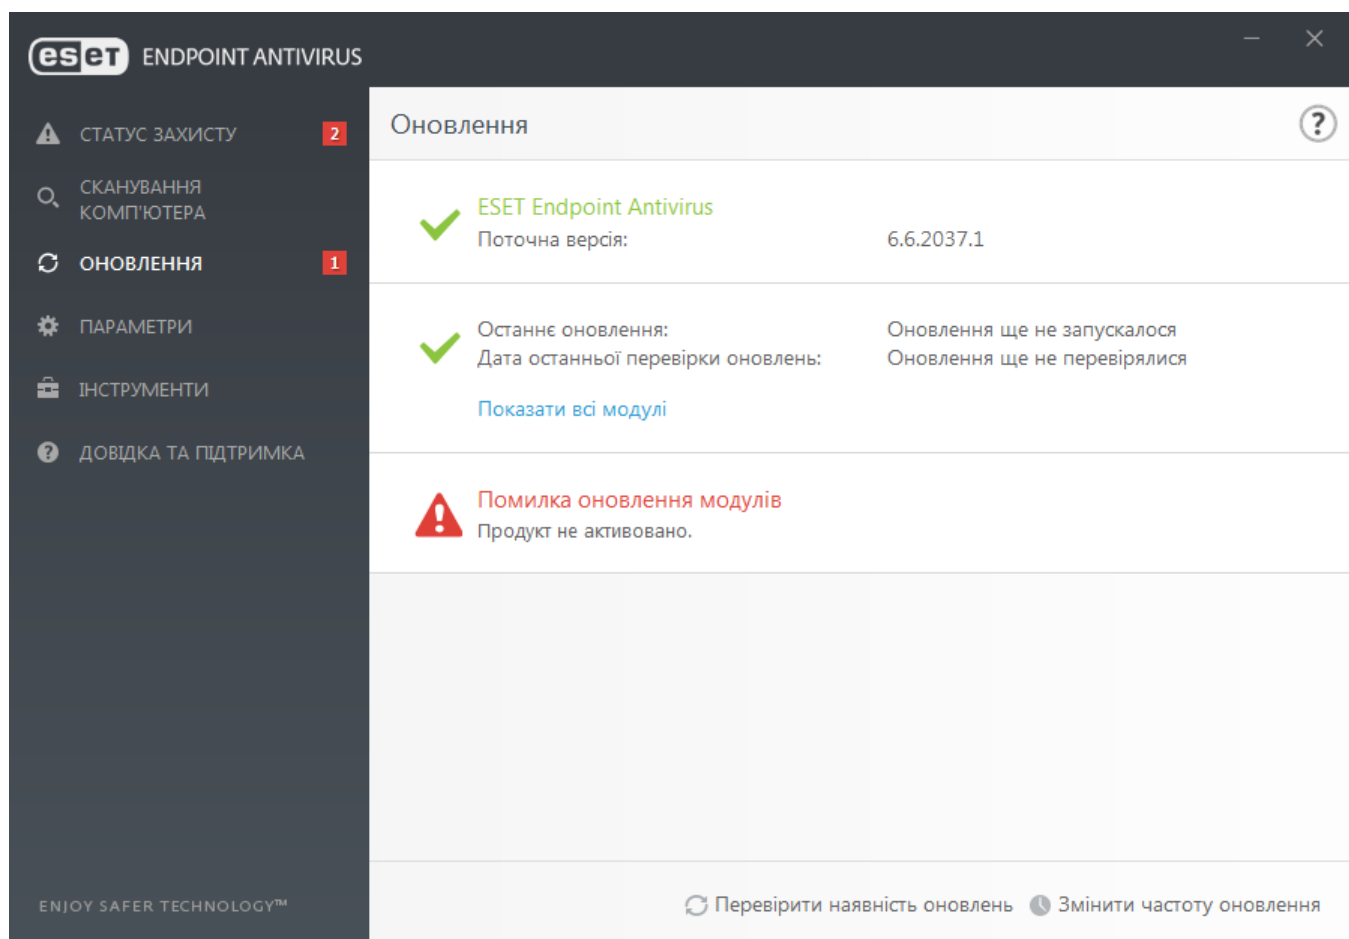 eset ENDPOINT ANTIVIRUS
СТАТУС ЗАХИСТУ 2
СКАНУВАННЯ
КОМП'ЮТЕРА
ОНОВЛЕННЯ 1
ПАРАМЕТРИ
ІНСТРУМЕНТИ
ДОВІДКА ТА ПІДТРИМКА
ENJOY SAFER TECHNOLOGY™
Оновлення ?
ESET Endpoint Antivirus
Поточна версія: 6.6.2037.1
Останнє оновлення: Оновлення ще не запускалося
Дата останньої перевірки оновлень: Оновлення ще не перевірялися
Показати всі модулі
Помилка оновлення модулів
Продукт не активовано.
Перевірити наявність оновлень Змінити частоту оновлення